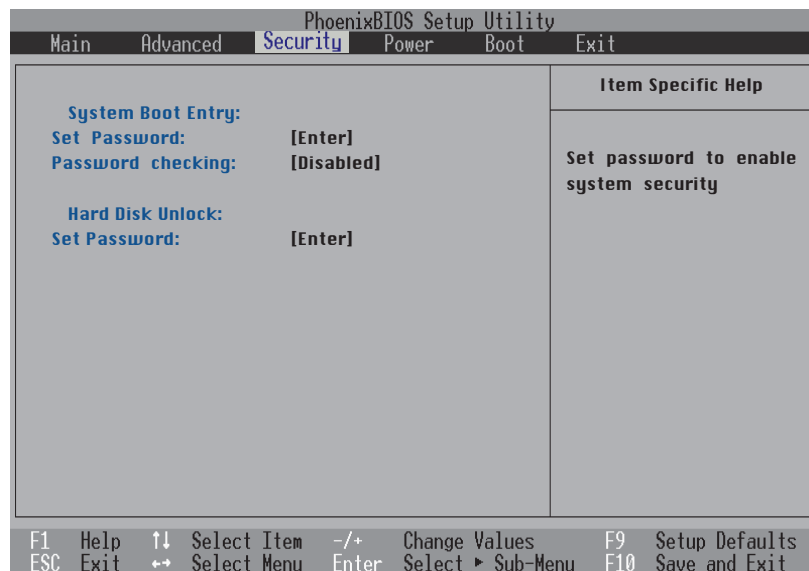 PhoenixBIOS Setup Utility
Main Advanced Security Power Boot Exit
System Boot Entry:
Set Password: [Enter]
Password checking: [Disabled]
Hard Disk Unlock:
Set Password: [Enter]
Item Specific Help
Set password to enable
system security
F1 Help ↑↓ Select Item -/+ Change Values F9 Setup Defaults
ESC Exit ←→ Select Menu Enter Select ▶ Sub-Menu F10 Save and Exit